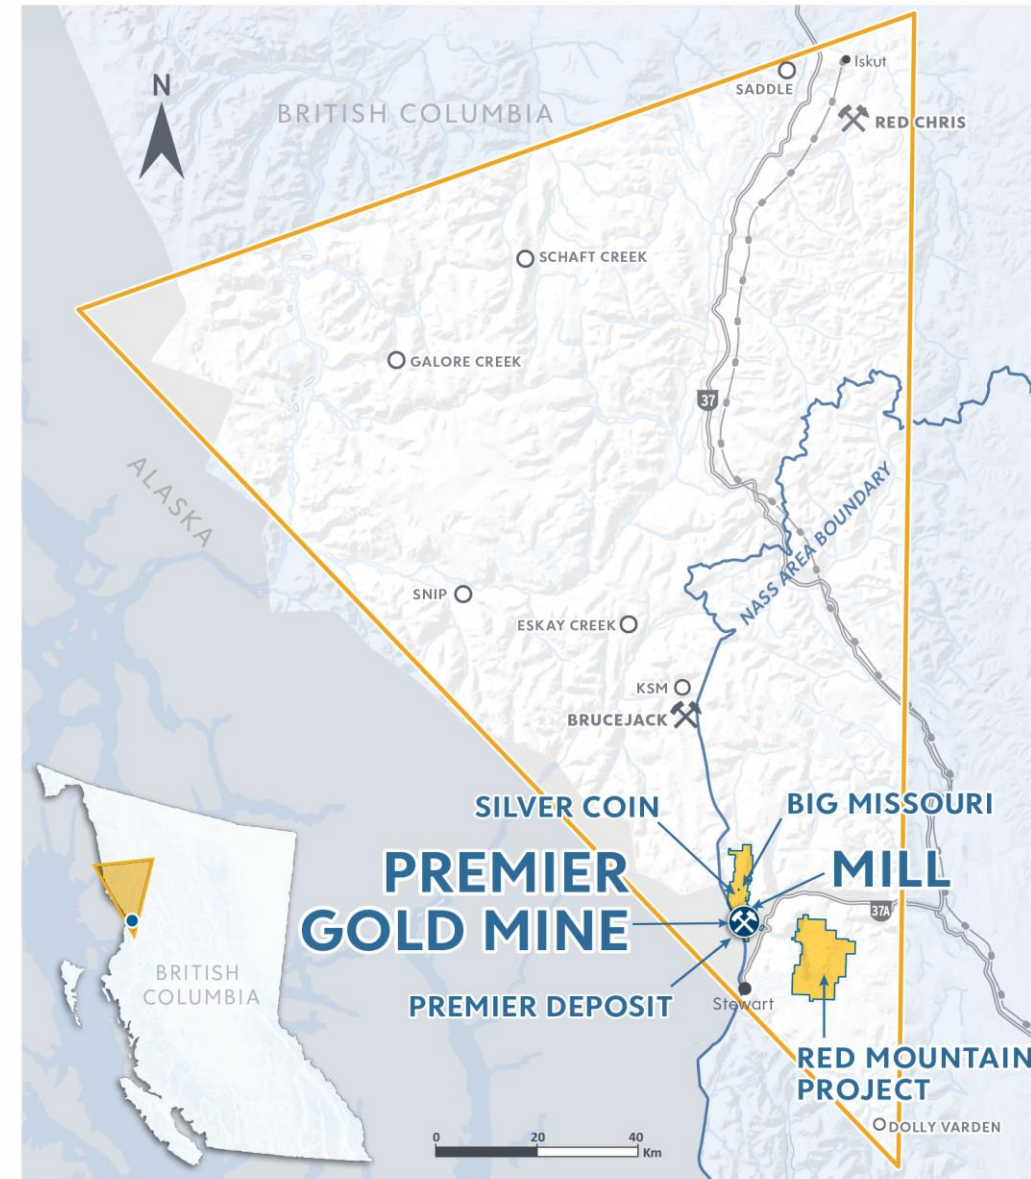 Iskut
SADDLE
N
BRITISH COLUMBIA
RED CHRIS
SCHAFT CREEK
GALORE CREEK
37
ALASKA
NASS AREA BOUNDARY
SNIP
ESKAY CREEK
KSM
BRUCEJACK
SILVER COIN
BIG MISSOURI
PREMIER
GOLD MINE
MILL
37A
PREMIER DEPOSIT
Stewart
BRITISH
COLUMBIA
RED MOUNTAIN
PROJECT
DOLLY VARDEN
0 20 40
Km